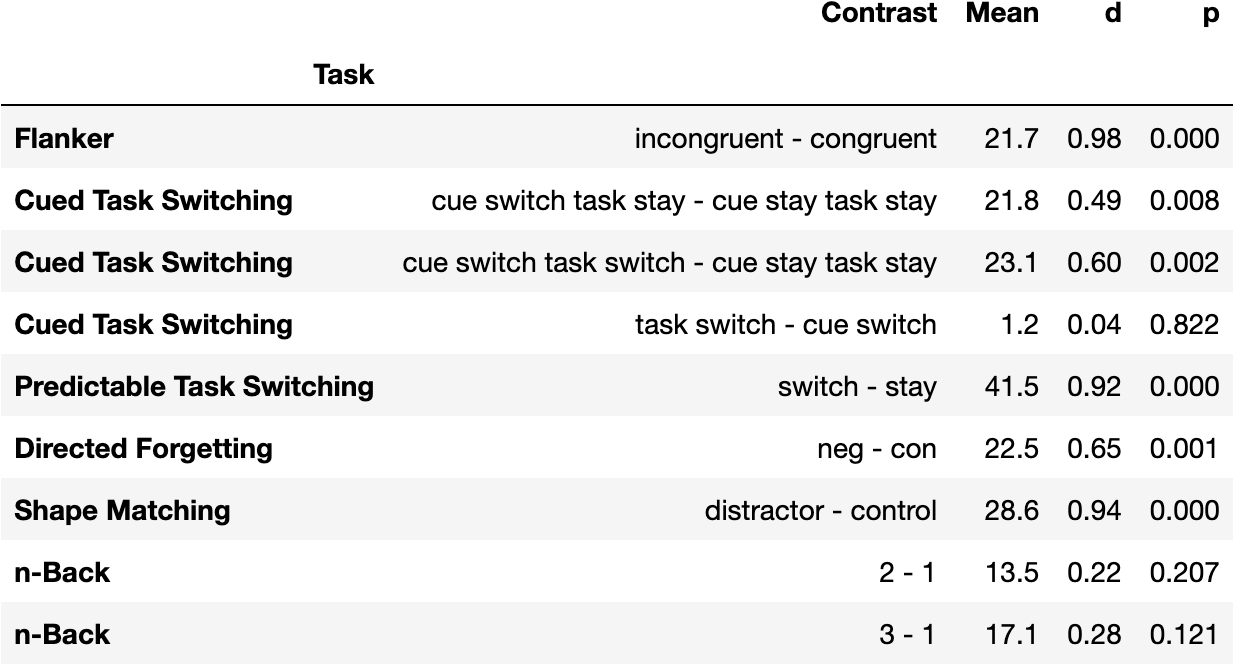 Contrast Mean d p
Task
Flanker incongruent - congruent 21.7 0.98 0.000
Cued Task Switching cue switch task stay - cue stay task stay 21.8 0.49 0.008
Cued Task Switching cue switch task switch - cue stay task stay 23.1 0.60 0.002
Cued Task Switching task switch - cue switch 1.2 0.04 0.822
Predictable Task Switching switch - stay 41.5 0.92 0.000
Directed Forgetting neg - con 22.5 0.65 0.001
Shape Matching distractor - control 28.6 0.94 0.000
n-Back 2 - 1 13.5 0.22 0.207
n-Back 3 - 1 17.1 0.28 0.121